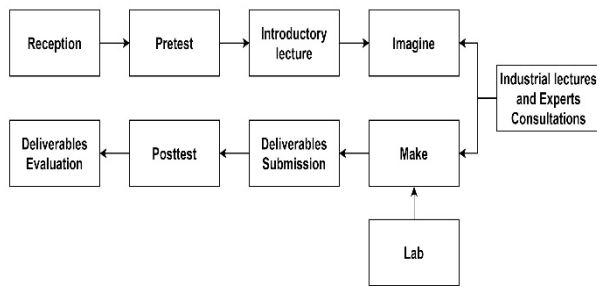 Reception
Pretest
Introductory
lecture
Imagine
Industrial lectures
and Experts
Consultations
Deliverables
Evaluation
Posttest
Deliverables
Submission
Make
Lab